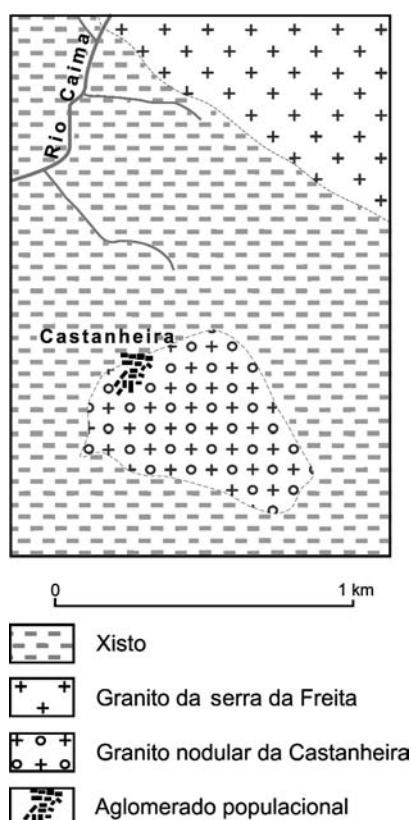 Rio Caima
Castanheira
0 1 km
Xisto
Granito da serra da Freita
Granito nodular da Castanheira
Aglomerado populacional